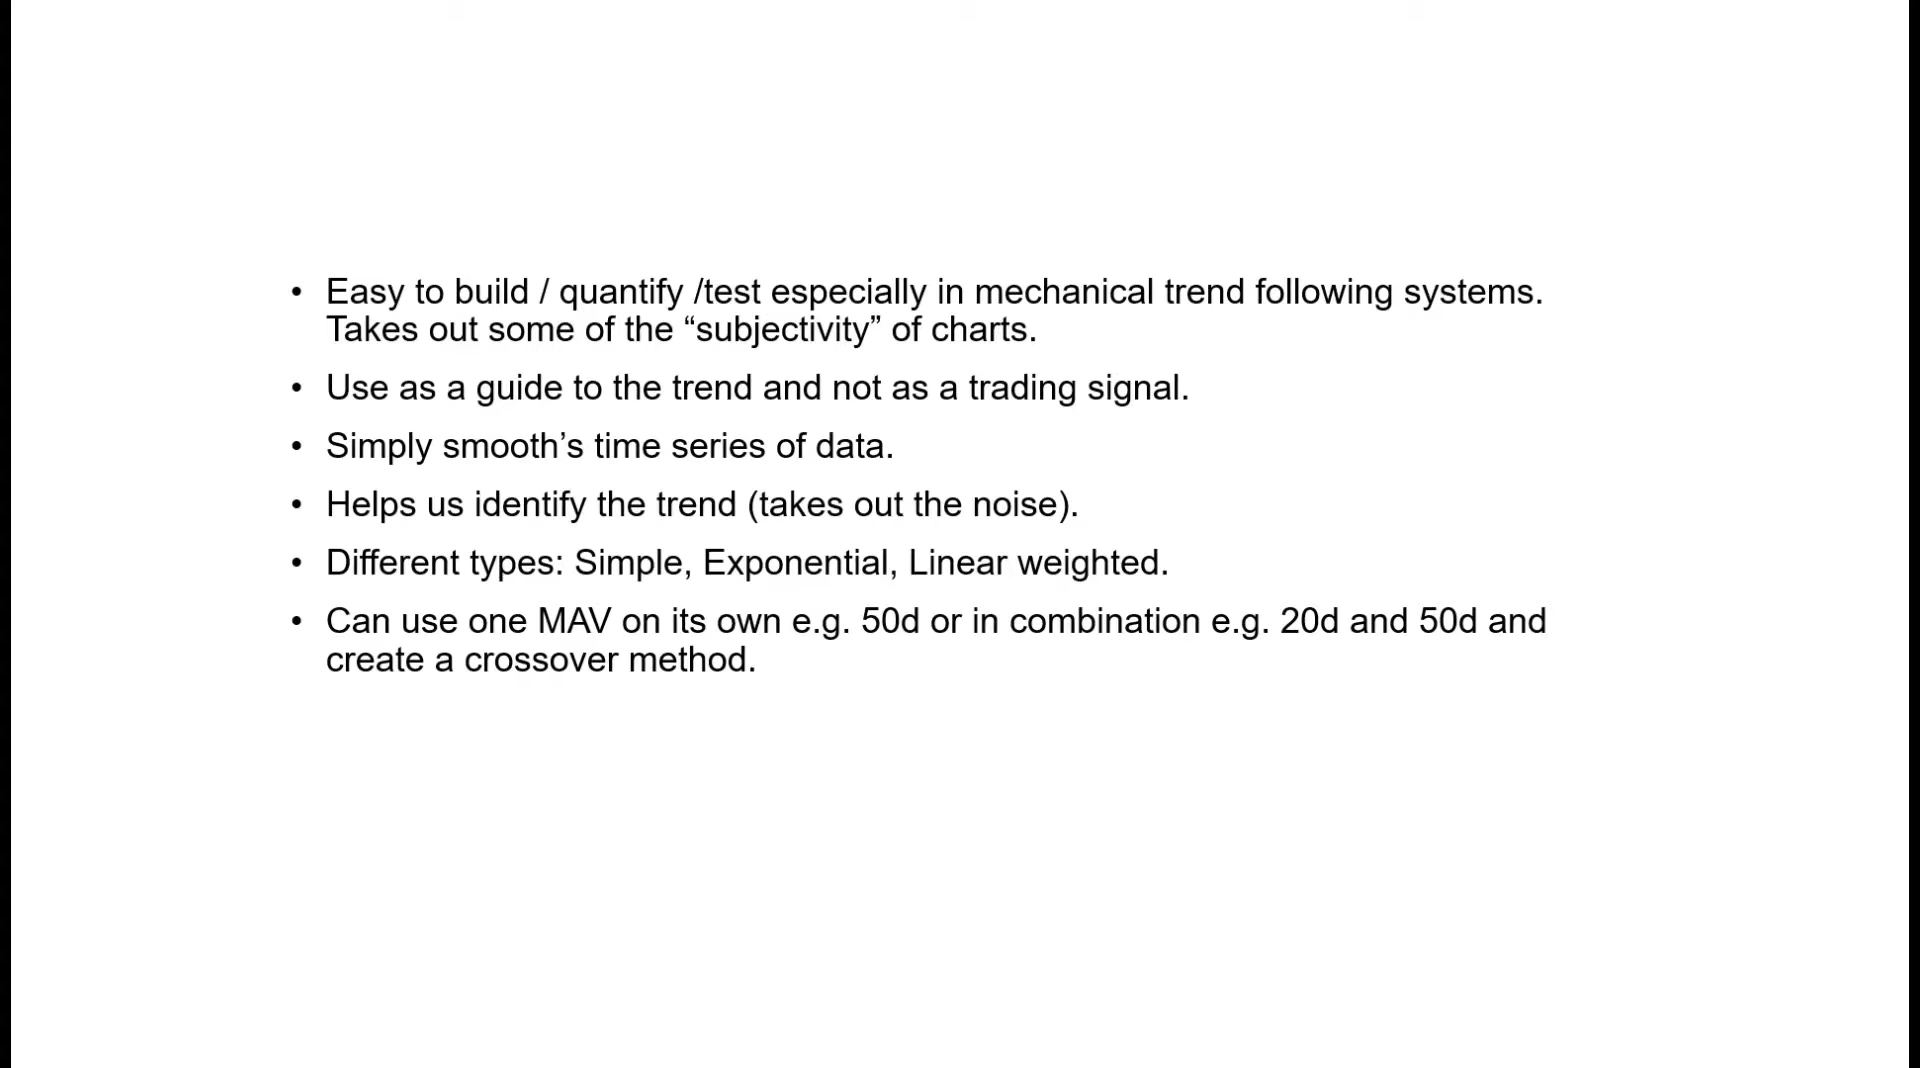 • Easy to build / quantify /test especially in mechanical trend following systems.
Takes out some of the “subjectivity” of charts.
• Use as a guide to the trend and not as a trading signal.
• Simply smooth’s time series of data.
• Helps us identify the trend (takes out the noise).
• Different types: Simple, Exponential, Linear weighted.
• Can use one MAV on its own e.g. 50d or in combination e.g. 20d and 50d and
create a crossover method.